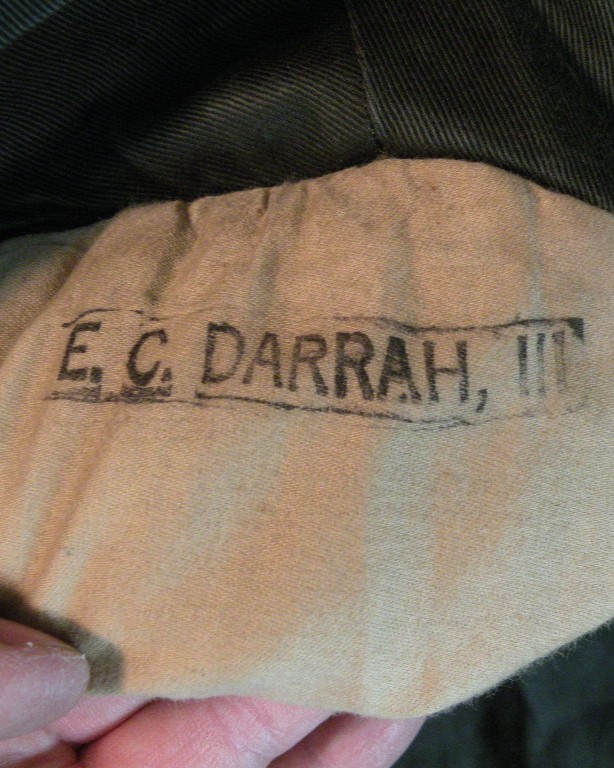 E. C. DARRAH, III